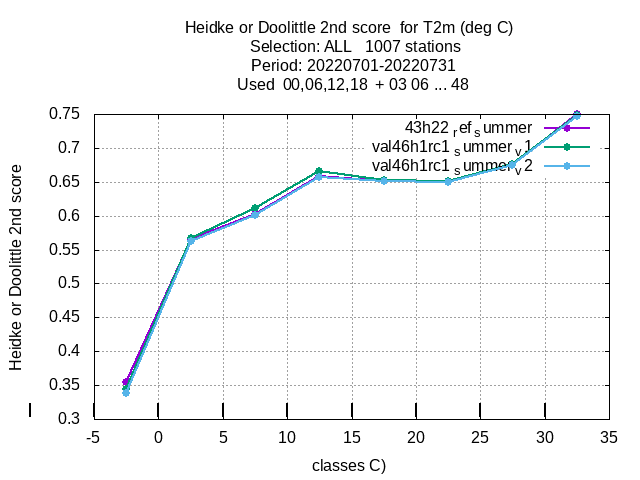 Heidke or Doolittle 2nd score  for T2m (deg C)
Selection: ALL   1007 stations
Period: 20220701-20220731
Used  00,06,12,18  + 03 06 ... 48
43h22 ref summer
val46h1rc1 summer v1
val46h1rc1 summer v2
0.75
0.7
0.65
0.6
0.55
0.5
0.45
0.4
0.35
0.3
Heidke or Doolittle 2nd score
-5
0
5
10
15
20
25
30
35
classes C)